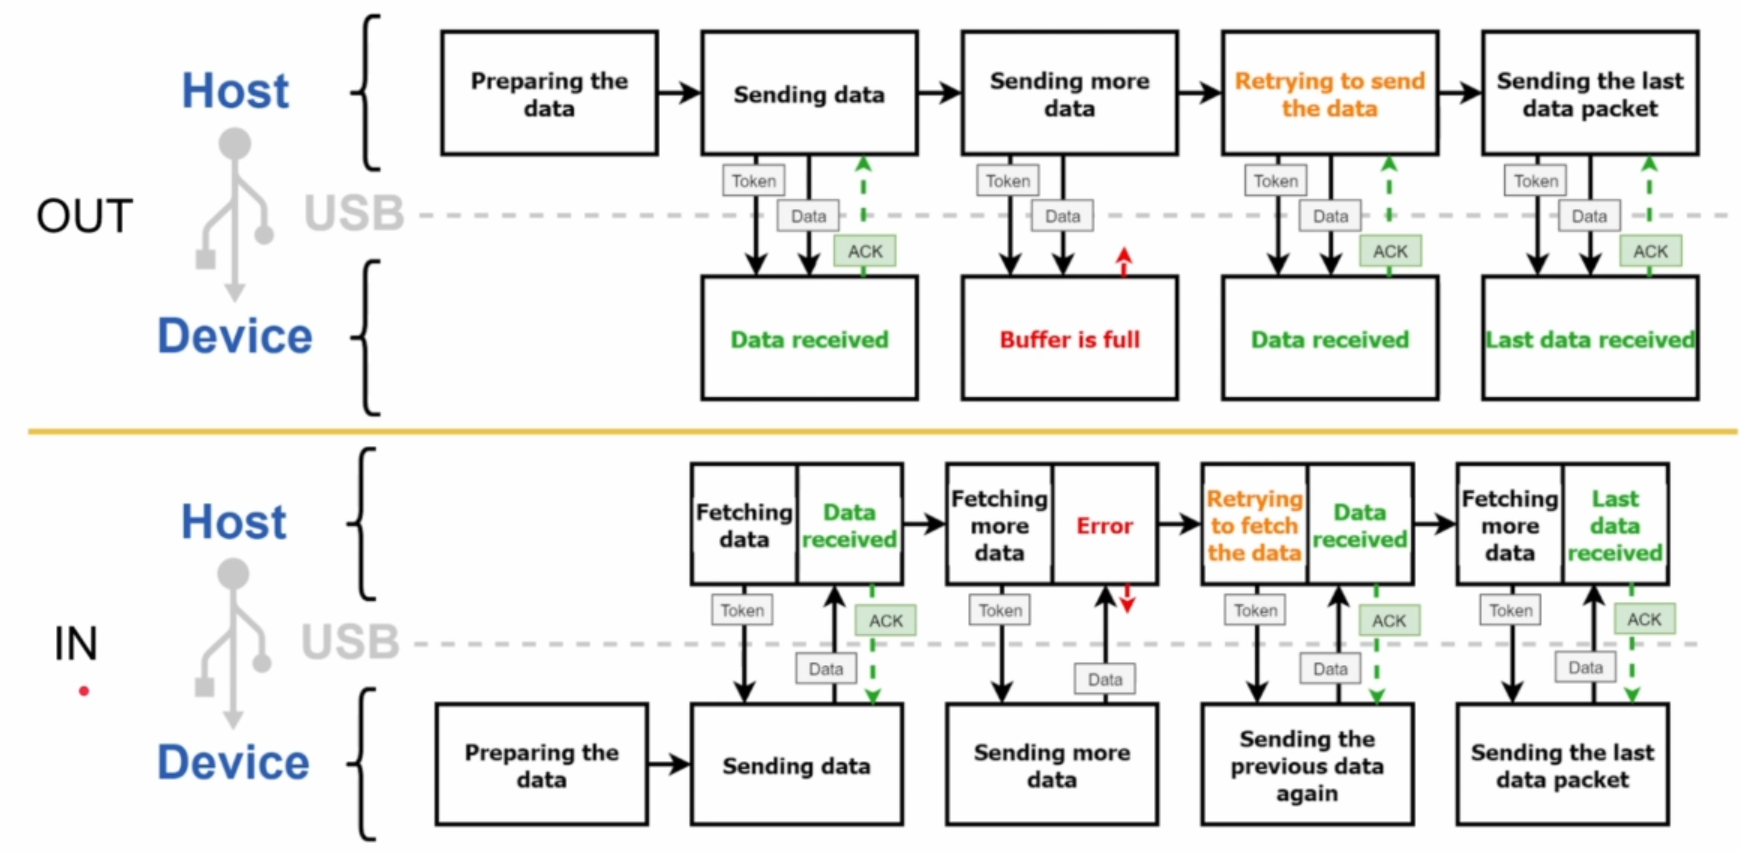 Host
Preparing the
data
Sending data
Sending more
data
Retrying to send
the data
Sending the last
data packet
Token
Data
ACK
Token
Data
Token
Data
ACK
Token
Data
ACK
OUT
USB
Device
Data received
Buffer is full
Data received
Last data received
Host
Fetching
data
Data
received
Fetching
more
data
Error
Retrying
to fetch
the data
Data
received
Fetching
more
data
Last
data
received
Token
Data
ACK
Token
Data
Token
Data
ACK
Token
Data
ACK
IN
USB
Device
Preparing the
data
Sending data
Sending more
data
Sending the
previous data
again
Sending the last
data packet